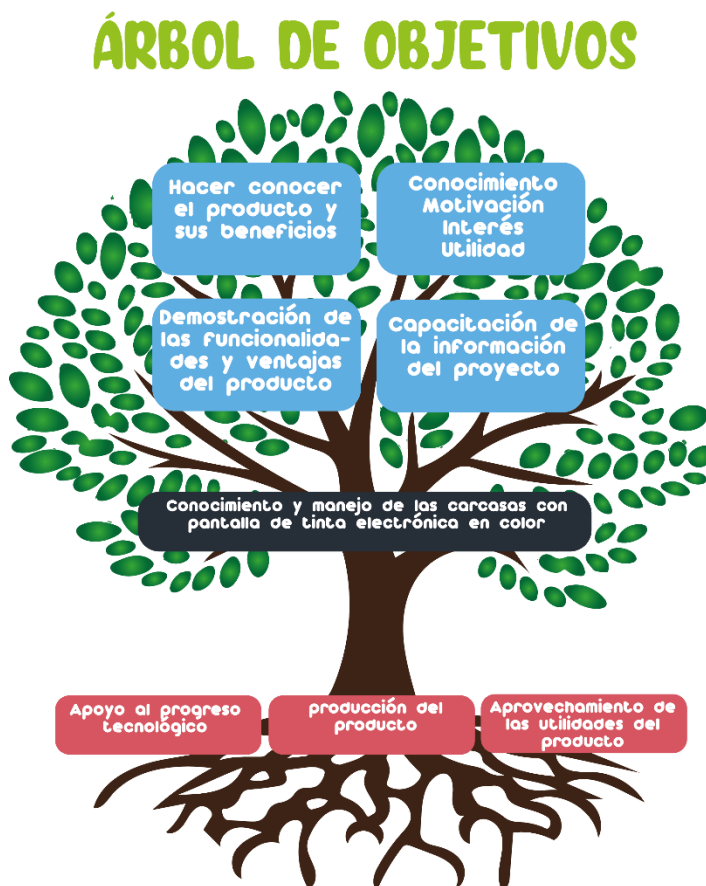 ÁRBOL DE OBJETIVOS
Hacer conocer
el producto y
sus beneficios
Conocimiento
Motivación
Interés
Utilidad
Demostración de
las funcionalida-
des y ventajas
del producto
Capacitación de
la información
del proyecto
Conocimiento y manejo de las carcasas con
pantalla de tinta electrónica en color
Apoyo al progreso
tecnológico
producción del
producto
Aprovechamiento de
las utilidades del
producto